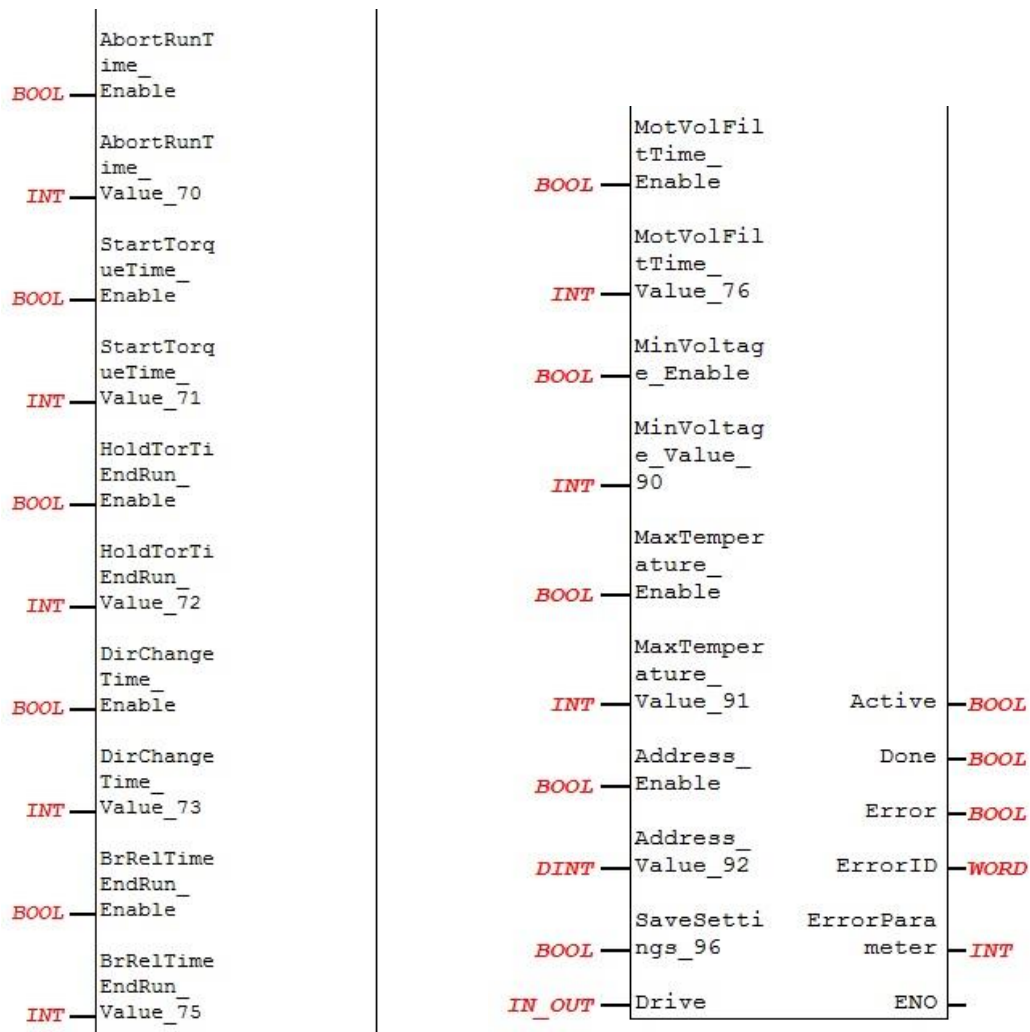 AbortRunT
ime_
BOOL Enable
AbortRunT
ime_
INT Value_70
StartTorq
ueTime_
BOOL Enable
StartTorq
ueTime_
INT Value_71
HoldTorTi
EndRun_
BOOL Enable
HoldTorTi
EndRun_
INT Value_72
DirChange
Time_
BOOL Enable
DirChange
Time_
INT Value_73
BrRelTime
EndRun_
BOOL Enable
BrRelTime
EndRun_
INT Value_75
MotVolFil
tTime_
BOOL Enable
MotVolFil
tTime_
INT Value_76
MinVoltag
BOOL e_Enable
MinVoltag
e_Value_
INT 90
MaxTemper
ature_
BOOL Enable
MaxTemper
ature_
INT Value_91 Active BOOL
Address_ Done BOOL
BOOL Enable
Error BOOL
Address_
DINT Value_92 ErrorID WORD
SaveSetti ErrorPara
BOOL ngs_96 meter INT
IN_OUT Drive ENO